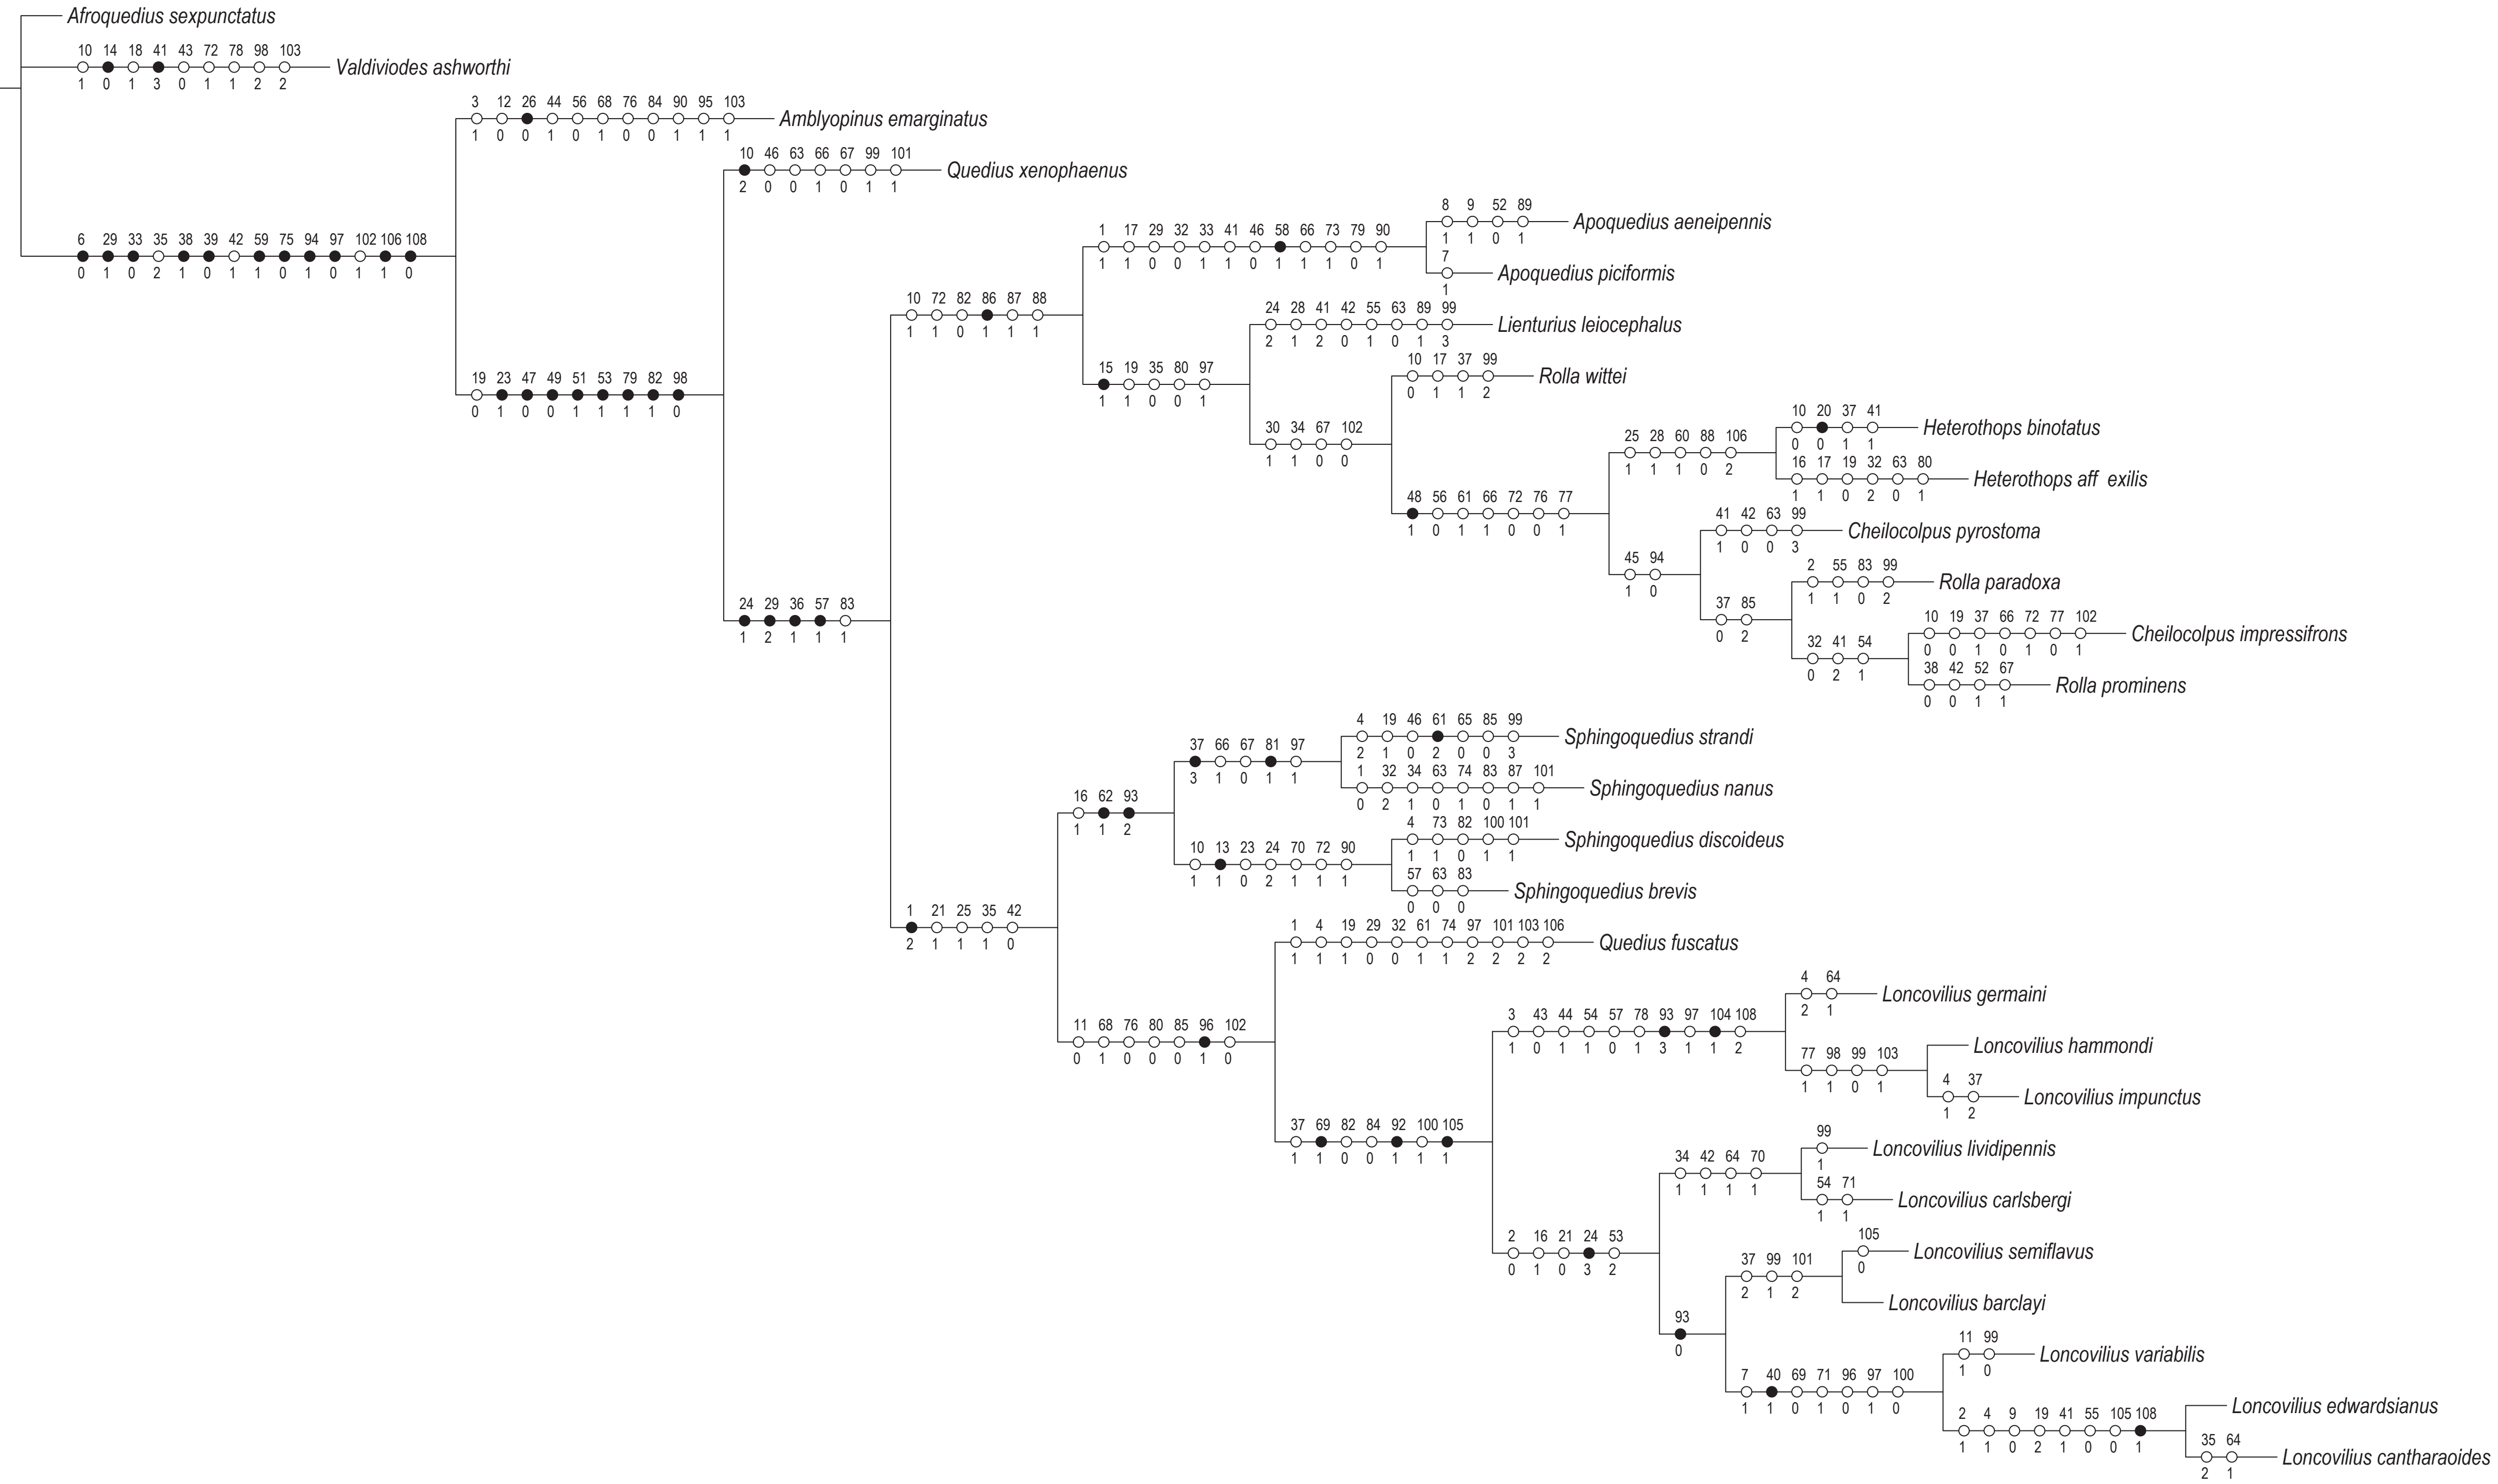 Afroquedius sexpunctatus
10 14 18 41 43 72 78 98 103
Valdiviodes ashworthi
1 0 1 3 0 1 1 2 2
3 12 26 44 56 68 76 84 90 95 103
Amblyopinus emarginatus
1 0 0 1 0 1 0 0 1 1 1
10 46 63 66 67 99 101
Quedius xenophaenus
2 0 0 1 0 1 1
8 9 52 89
Apoquedius aeneipennis
1 1 0 1
6 29 33 35 38 39 42 59 75 94 97 102 106 108
0 1 0 2 1 0 1 1 0 1 0 1 1 0
1 17 29 32 33 41 46 58 66 73 79 90
1 1 0 0 1 1 0 1 1 1 0 1
7
Apoquedius piciformis
1
10 72 82 86 87 88
1 1 0 1 1 1
24 28 41 42 55 63 89 99
Lienturius leiocephalus
2 1 2 0 1 0 1 3
19 23 47 49 51 53 79 82 98
0 1 0 0 1 1 1 1 0
15 19 35 80 97
1 1 0 0 1
10 17 37 99
Rolla wittei
0 1 1 2
10 20 37 41
Heterothops binotatus
0 0 1 1
30 34 67 102
1 1 0 0
25 28 60 88 106
1 1 1 0 2
16 17 19 32 63 80
Heterothops aff exilis
1 1 0 2 0 1
48 56 61 66 72 76 77
1 0 1 1 0 0 1
41 42 63 99
Cheilocolpus pyrostoma
1 0 0 3
45 94
1 0
2 55 83 99
Rolla paradoxa
1 1 0 2
24 29 36 57 83
1 2 1 1 1
37 85
0 2
10 19 37 66 72 77 102
Cheilocolpus impressifrons
0 0 1 0 1 0 1
32 41 54
0 2 1
38 42 52 67
Rolla prominens
0 0 1 1
4 19 46 61 65 85 99
Sphingoquedius strandi
2 1 0 2 0 0 3
37 66 67 81 97
3 1 0 1 1
1 32 34 63 74 83 87 101
Sphingoquedius nanus
0 2 1 0 1 0 1 1
16 62 93
1 1 2
4 73 82 100 101
Sphingoquedius discoideus
1 1 0 1 1
10 13 23 24 70 72 90
1 1 0 2 1 1 1
57 63 83
Sphingoquedius brevis
0 0 0
1 21 25 35 42
2 1 1 1 0
1 4 19 29 32 61 74 97 101 103 106
Quedius fuscatus
1 1 1 0 0 1 1 2 2 2 2
4 64
Loncovilius germaini
2 1
11 68 76 80 85 96 102
0 1 0 0 0 1 0
3 43 44 54 57 78 93 97 104 108
1 0 1 1 0 1 3 1 1 2
Loncovilius hammondi
77 98 99 103
1 1 0 1
4 37
Loncovilius impunctus
1 2
37 69 82 84 92 100 105
1 1 0 0 1 1 1
99
Loncovilius lividipennis
1
34 42 64 70
1 1 1 1
54 71
Loncovilius carlsbergi
1 1
2 16 21 24 53
0 1 0 3 2
105
Loncovilius semiflavus
0
37 99 101
2 1 2
Loncovilius barclayi
93
0
11 99
Loncovilius variabilis
1 0
7 40 69 71 96 97 100
1 1 0 1 0 1 0
Loncovilius edwardsianus
2 4 9 19 41 55 105 108
1 1 0 2 1 0 0 1
35 64
Loncovilius cantharaoides
2 1